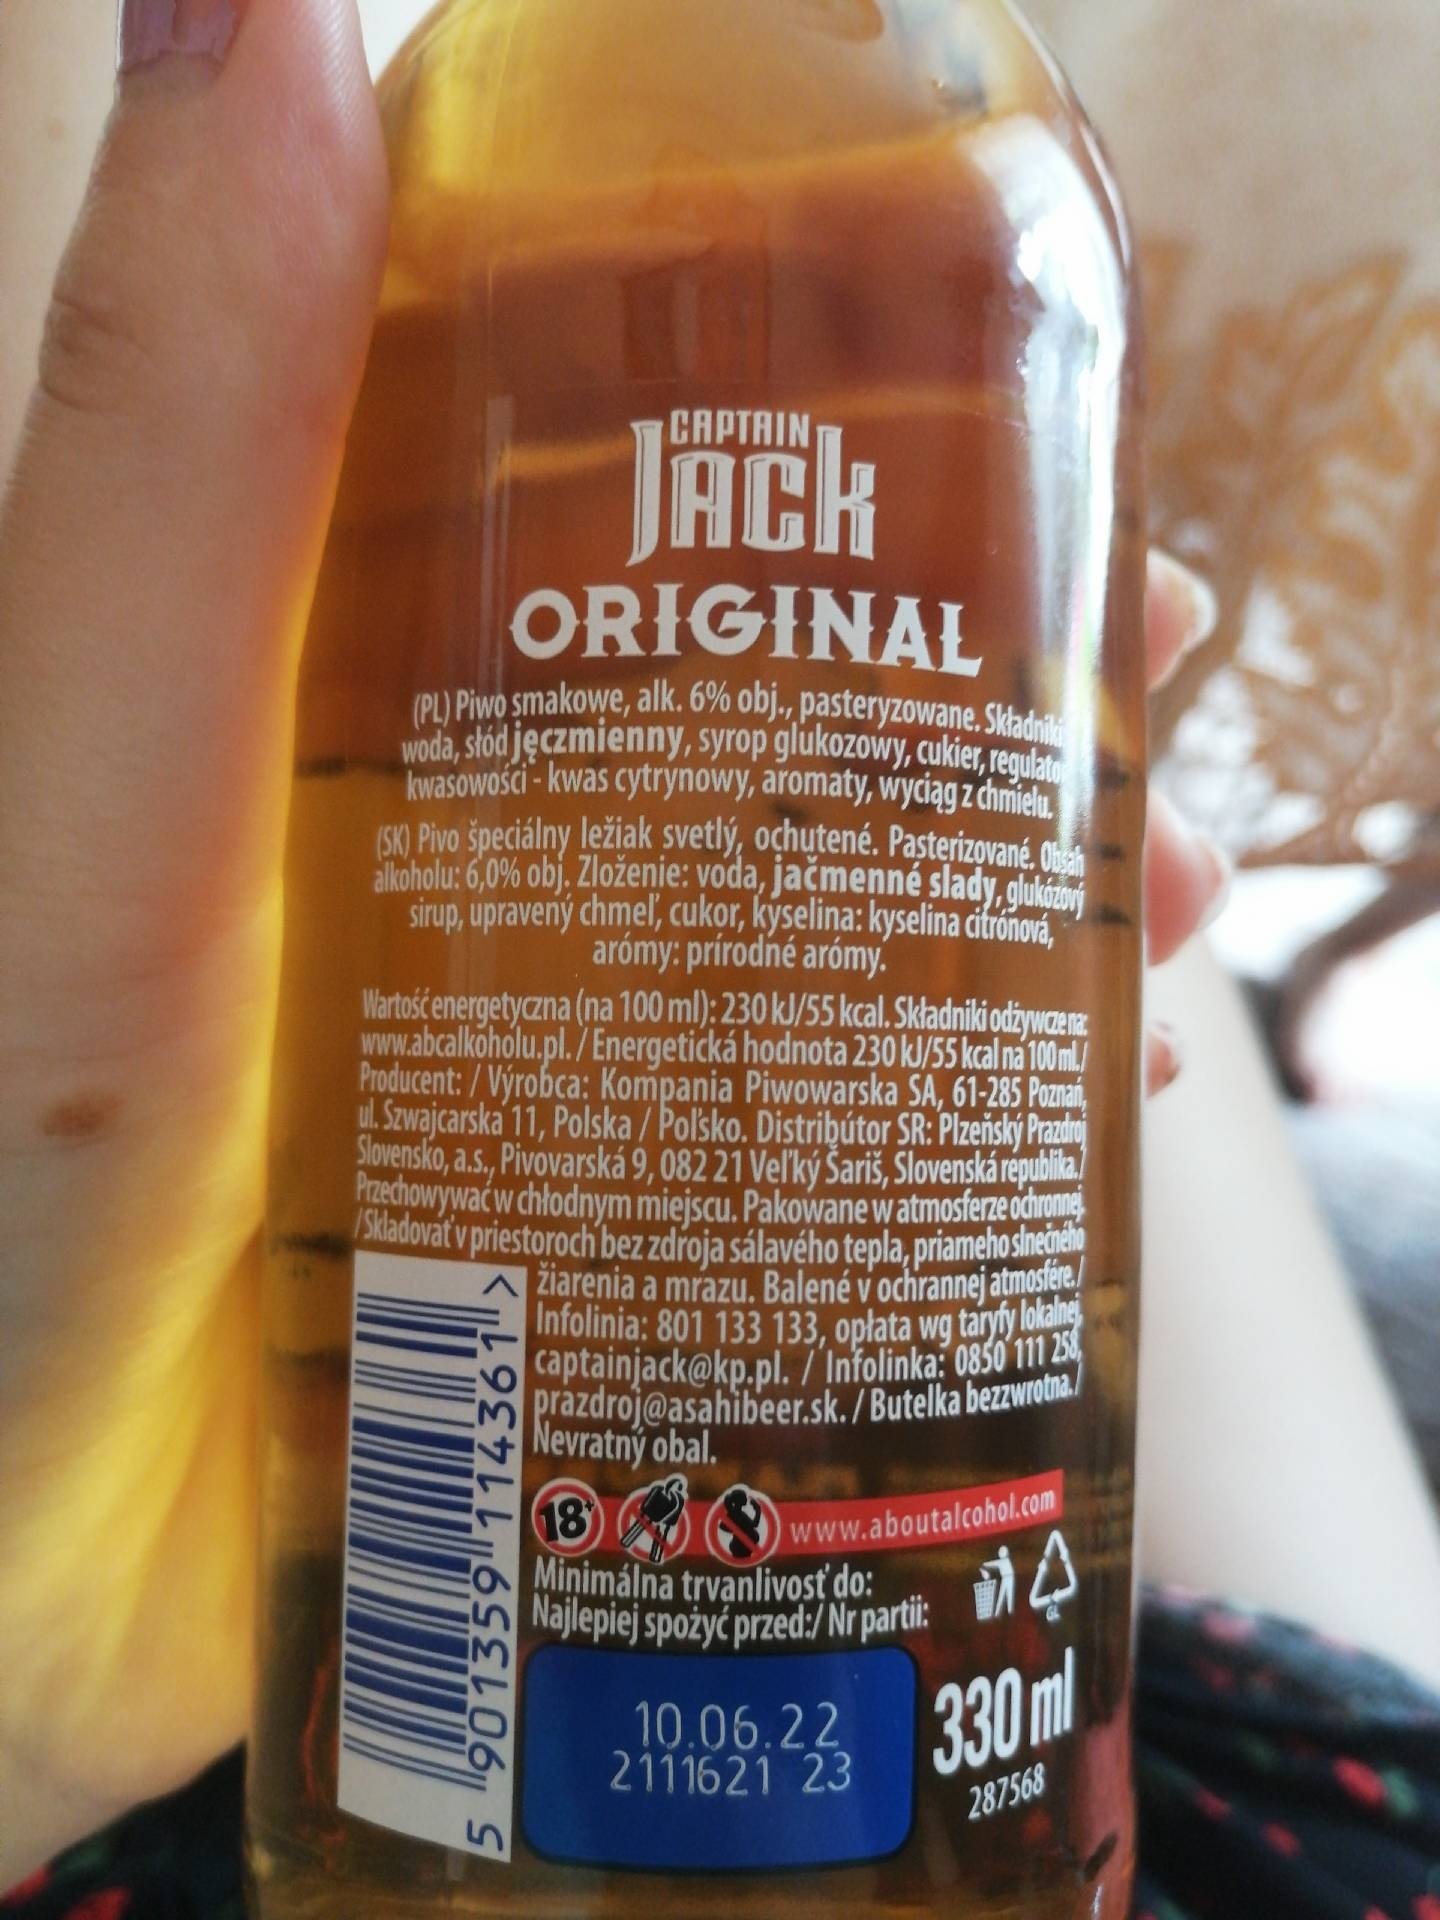 CAPTAIN
JACK
ORIGINAL
(PL) Piwo smakowe, alk. 6% obj., pasteryzowane. Składniki
woda, słód jęczmienny, syrop glukozowy, cukier, regulator
kwasowości - kwas cytrynowy, aromaty, wyciąg z chmielu.
(SK) Pivo špeciálny ležiak svetlý, ochutené. Pasterizované. Obsah
alkoholu: 6,0% obj. Zloženie: voda, jačmenné slady, glukózový
sirup, upravený chmeľ, cukor, kyselina: kyselina citrónová,
arómy: prírodné arómy.
Wartość energetyczna (na 100 ml): 230 kJ/55 kcal. Składniki odżywcze na:
www.abcalkoholu.pl. / Energetická hodnota 230 kJ/55 kcal na 100 ml. /
Producent: / Výrobca: Kompania Piwowarska SA, 61-285 Poznań,
ul. Szwajcarska 11, Polska / Poľsko. Distribútor SR: Plzeňský Prazdroj
Slovensko, a.s., Pivovarská 9, 082 21 Veľký Šariš, Slovenská republika. /
Przechowywać w chłodnym miejscu. Pakowane w atmosferze ochronnej.
/ Skladovať v priestoroch bez zdroja sálavého tepla, priameho slnečného
žiarenia a mrazu. Balené v ochrannej atmosfére. /
Infolinia: 801 133 133, opłata wg taryfy lokalnej,
captainjack@kp.pl. / Infolinka: 0850 111 258,
prazdroj@asahibeer.sk. / Butelka bezzwrotna. /
Nevratný obal.
18+
www.aboutalcohol.com
Minimálna trvanlivosť do:
Najlepiej spożyć przed:/ Nr partii:
GL
10.06.22
2111621 23
330 ml
287568
5 901359 114361 >